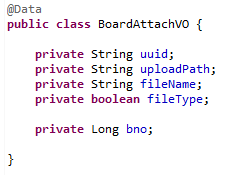 @Data
public class BoardAttachVO {
private String uuid;
private String uploadPath;
private String fileName;
private boolean fileType;
private Long bno;
}